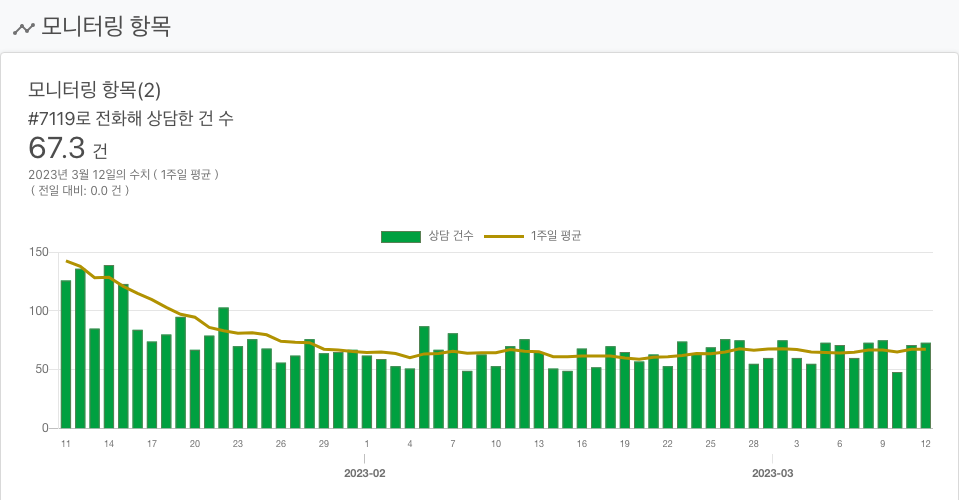 모니터링 항목
모니터링 항목(2)
#7119로 전화해 상담한 건 수
67.3 건
2023년 3월 12일의 수치 ( 1주일 평균 )
( 전일 대비: 0.0 건 )
상담 건수 1주일 평균
150
100
50
0
11 14 17 20 23 26 29 1 4 7 10 13 16 19 22 25 28 3 6 9 12
2023-02 2023-03